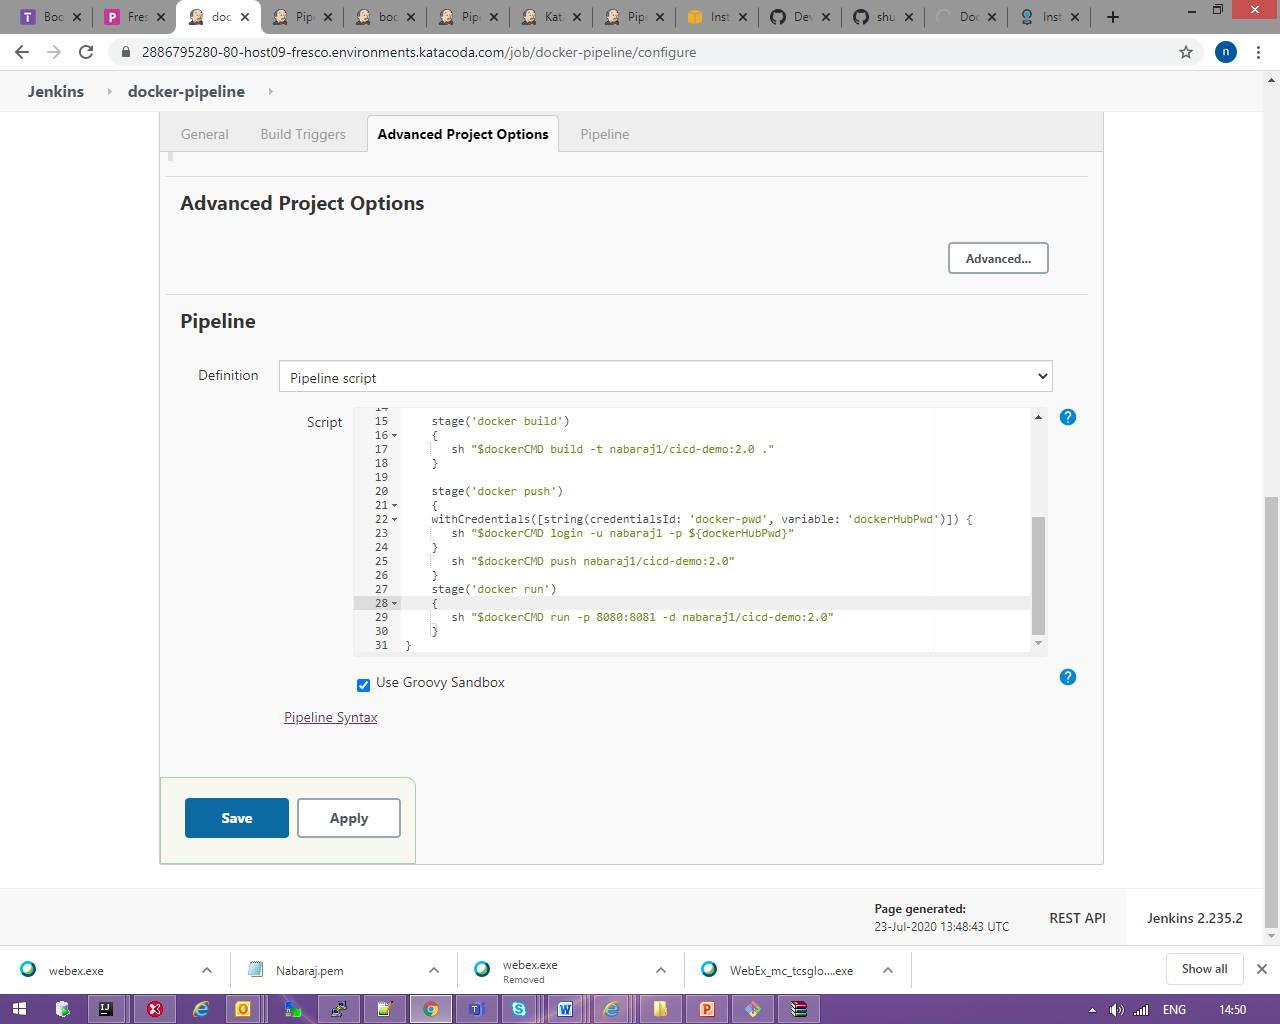 Boc
Fres
doc
Pip
boc
Pip
Kat
Pip
Inst
Dev
shu
Doc
Inst
2886795280-80-host09-fresco.environments.katacoda.com/job/docker-pipeline/configure
n
Jenkins
docker-pipeline
General
Build Triggers
Advanced Project Options
Pipeline
Advanced Project Options
Advanced...
Pipeline
Definition
Pipeline script
Script
14
15 stage('docker build')
16 {
17 sh "$dockerCMD build -t nabaraj1/cicd-demo:2.0 ."
18 }
19
20 stage('docker push')
21 {
22 withCredentials([string(credentialsId: 'docker-pwd', variable: 'dockerHubPwd')]) {
23 sh "$dockerCMD login -u nabaraj1 -p ${dockerHubPwd}"
24 }
25 sh "$dockerCMD push nabaraj1/cicd-demo:2.0"
26 }
27 stage('docker run')
28 {
29 sh "$dockerCMD run -p 8080:8081 -d nabaraj1/cicd-demo:2.0"
30 }
31 }
Use Groovy Sandbox
Pipeline Syntax
Save
Apply
Page generated:
23-Jul-2020 13:48:43 UTC
REST API
Jenkins 2.235.2
webex.exe
Nabaraj.pem
webex.exe
Removed
WebEx_mc_tcsglo....exe
Show all
ENG
14:50